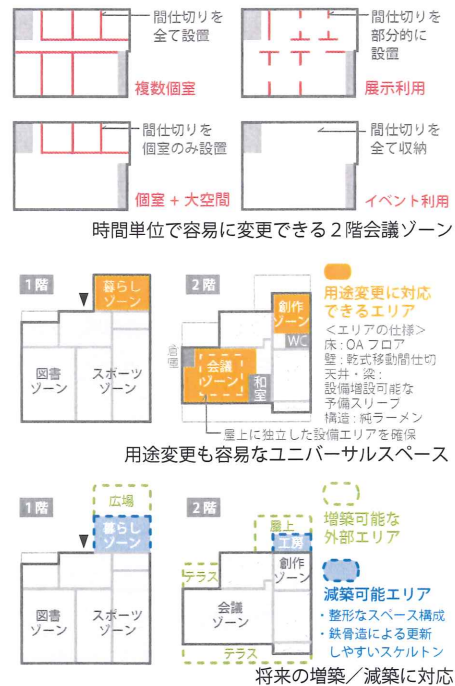 間仕切りを
全て設置
複数個室
間仕切りを
部分的に
設置
展示利用
間仕切りを
個室のみ設置
個室 + 大空間
間仕切りを
全て収納
イベント利用
時間単位で容易に変更できる2階会議ゾーン
1階
暮らし
ゾーン
図書
ゾーン
スポーツ
ゾーン
2階
創作
ゾーン
WC
会議
ゾーン
和
室
屋上に独立した設備エリアを確保
用途変更に対応
できるエリア
<エリアの仕様>
床 : OA フロア
壁 : 乾式移動間仕切
天井・梁 :
設備増設可能な
予備スリーブ
構造 : 純ラーメン
用途変更も容易なユニバーサルスペース
1階
広場
暮らし
ゾーン
図書
ゾーン
スポーツ
ゾーン
2階
屋上
工房
創作
ゾーン
テラス
会議
ゾーン
テラス
増築可能な
外部エリア
減築可能エリア
・整形なスペース構成
・鉄骨造による更新
しやすいスケルトン
将来の増築／減築に対応